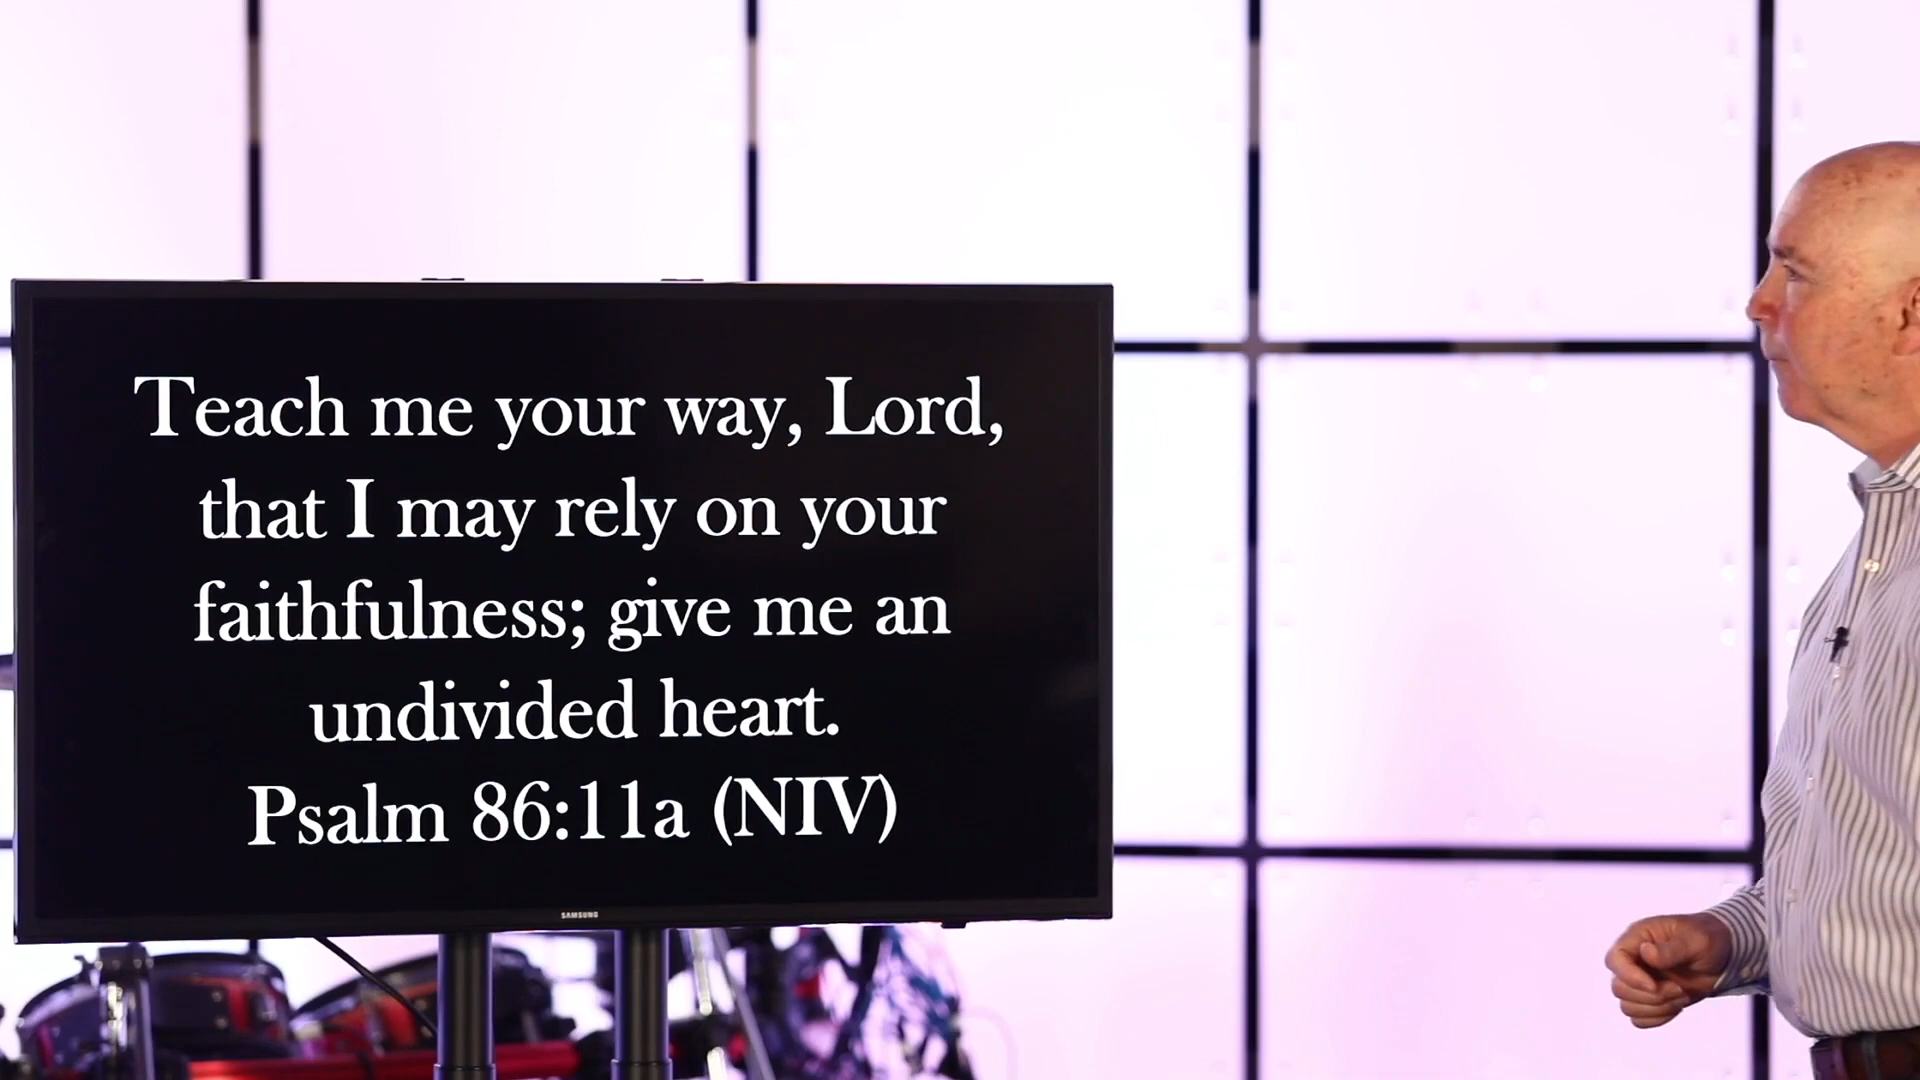 Teach me your way, Lord,
that I may rely on your
faithfulness; give me an
undivided heart.
Psalm 86:11a (NIV)
SAMSUNG